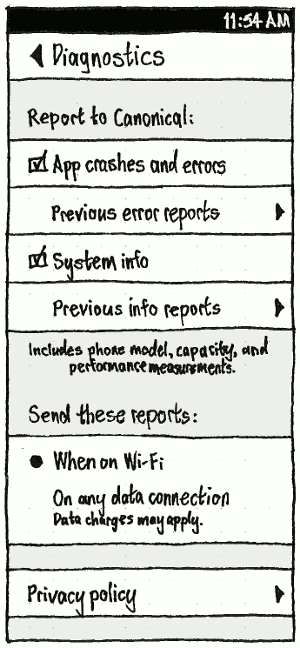 11:54 AM
Diagnostics
Report to Canonical:
App crashes and errors
Previous error reports
System info
Previous info reports
Includes phone model, capacity, and
performance measurements.
Send these reports:
When on Wi-Fi
On any data connection
Data charges may apply.
Privacy policy